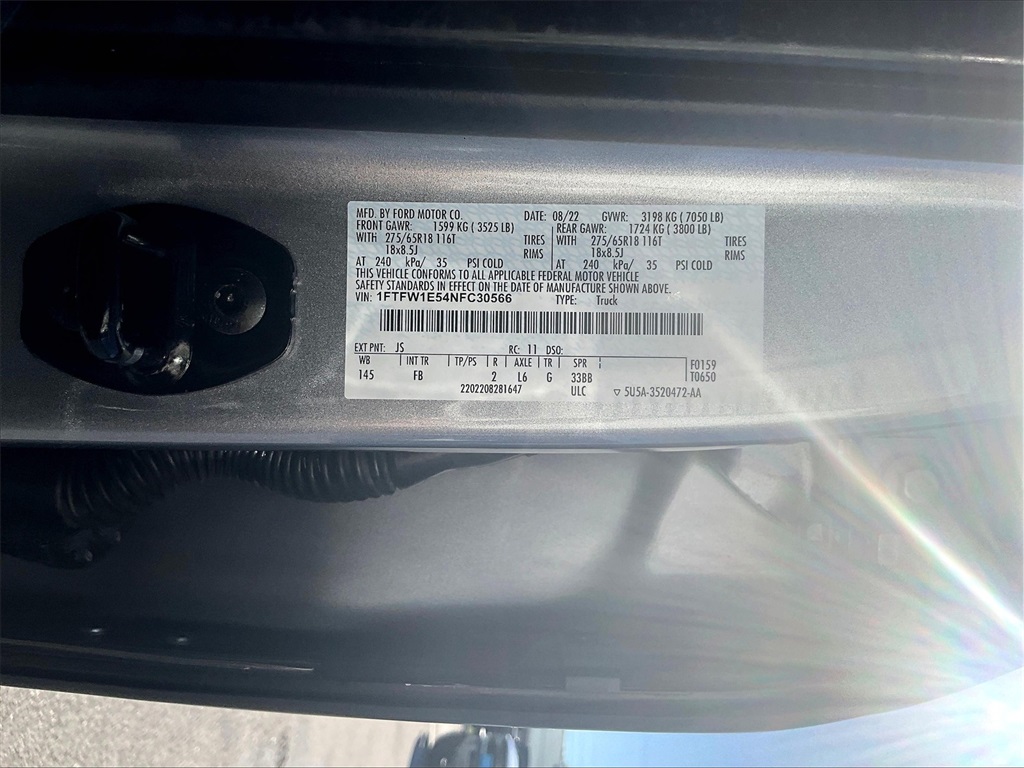 MFD. BY FORD MOTOR CO. DATE: 08/22 GVWR: 3198 KG ( 7050 LB)
FRONT GAWR: 1599 KG ( 3525 LB) REAR GAWR: 1724 KG ( 3800 LB)
WITH 275/65R18 116T TIRES WITH 275/65R18 116T TIRES
18x8.5J RIMS 18x8.5J RIMS
AT 240 kPa/ 35 PSI COLD AT 240 kPa/ 35 PSI COLD
THIS VEHICLE CONFORMS TO ALL APPLICABLE FEDERAL MOTOR VEHICLE
SAFETY STANDARDS IN EFFECT ON THE DATE OF MANUFACTURE SHOWN ABOVE.
VIN: 1FTFW1E54NFC30566 TYPE: Truck
EXT PNT: JS RC: 11 DSO:
WB INT TR TP/PS R AXLE TR SPR F0159
145 FB 2 L6 G 33BB T0650
2202208281647 ULC ▽ 5U5A-3520472-AA